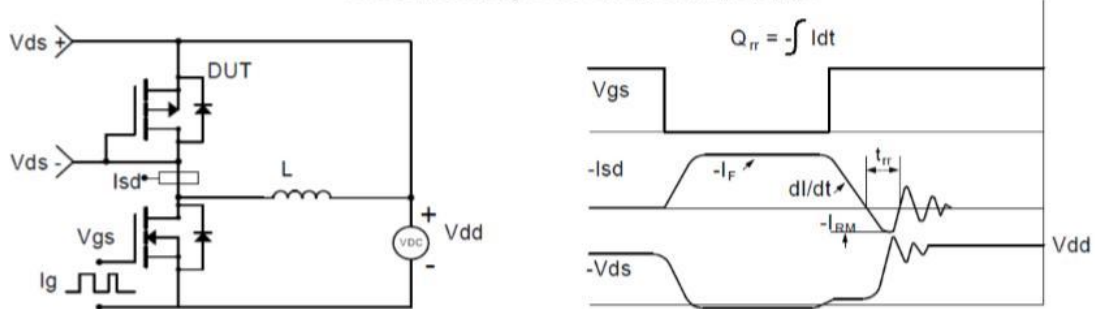 Vds +
DUT
Vds -
Isd
L
Vgs
Ig
VDC
+
-
Vdd
Qrr = -∫ Idt
Vgs
-Isd
-IF
dI/dt
trr
-IRM
-Vds
Vdd